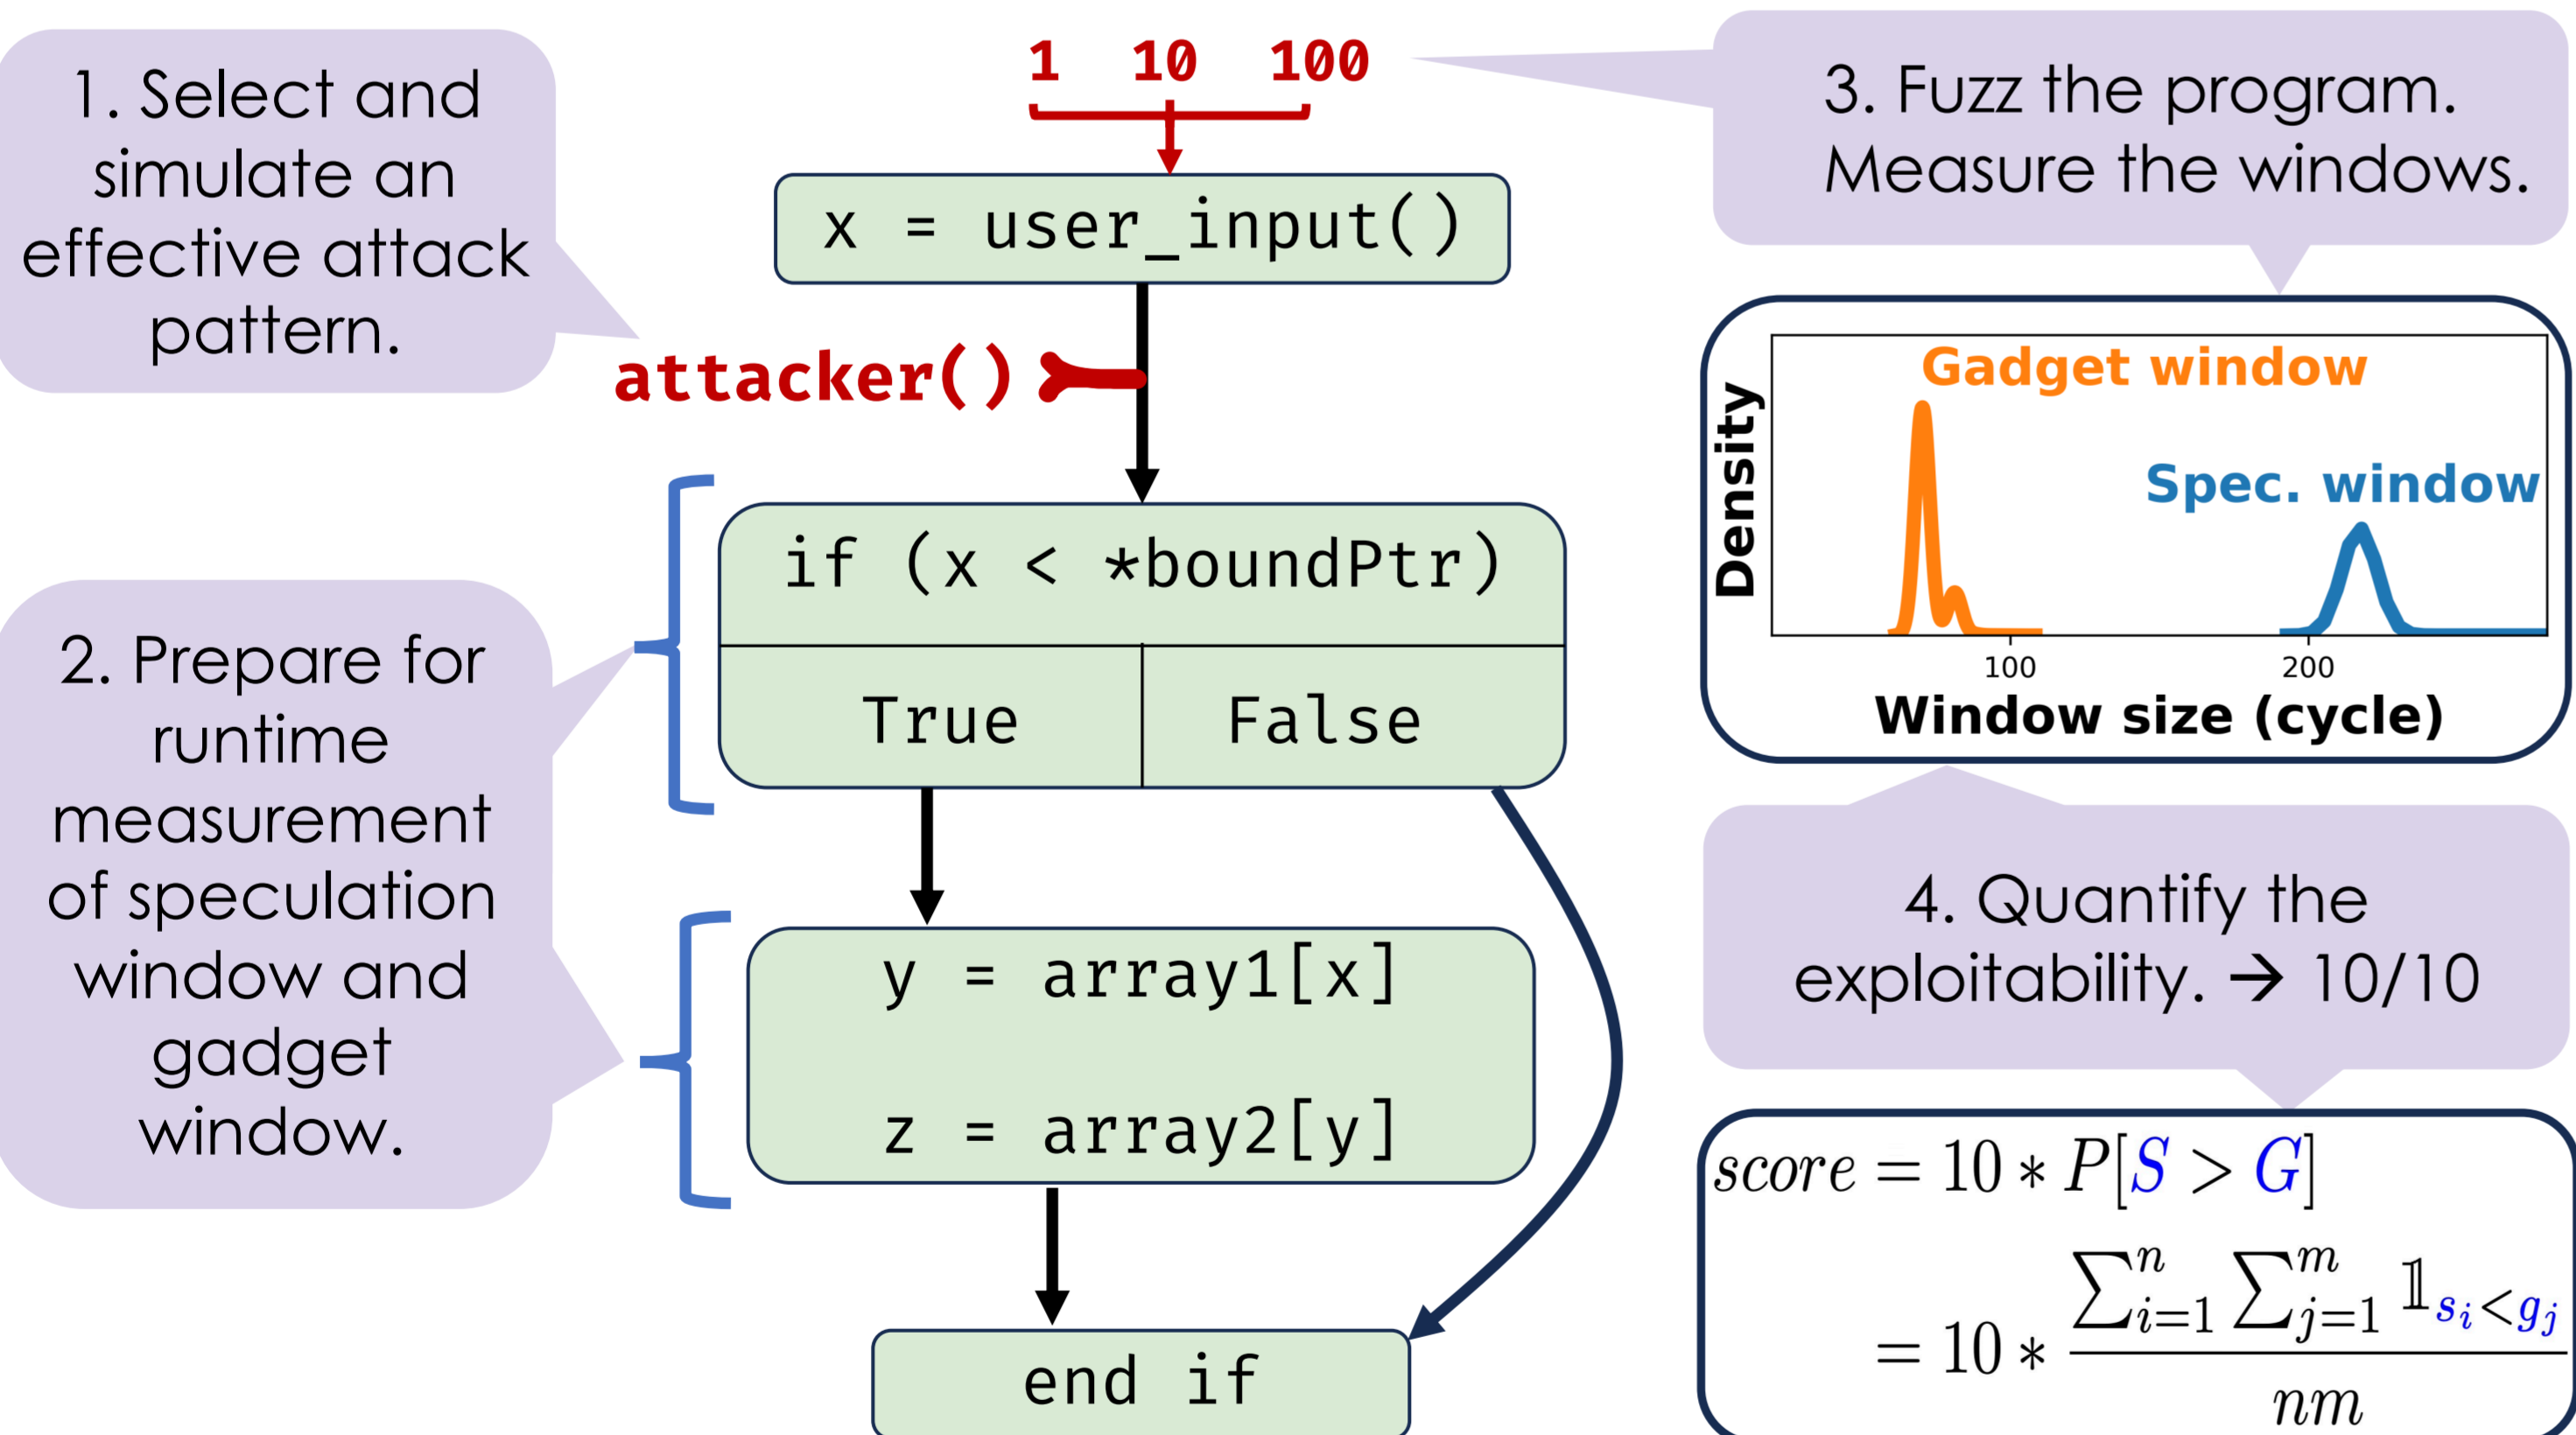 1. Select and
simulate an
effective attack
pattern.
1 10 100
x = user_input()
attacker()
if (x < *boundPtr)
True False
y = array1[x]
z = array2[y]
end if
2. Prepare for
runtime
measurement
of speculation
window and
gadget
window.
3. Fuzz the program.
Measure the windows.
Gadget window
Spec. window
Density
100 200
Window size (cycle)
4. Quantify the
exploitability. → 10/10
score = 10 * P[S > G]
= 10 * \frac{\sum_{i=1}^{n} \sum_{j=1}^{m} 𝟙_{s_i<g_j}}{nm}